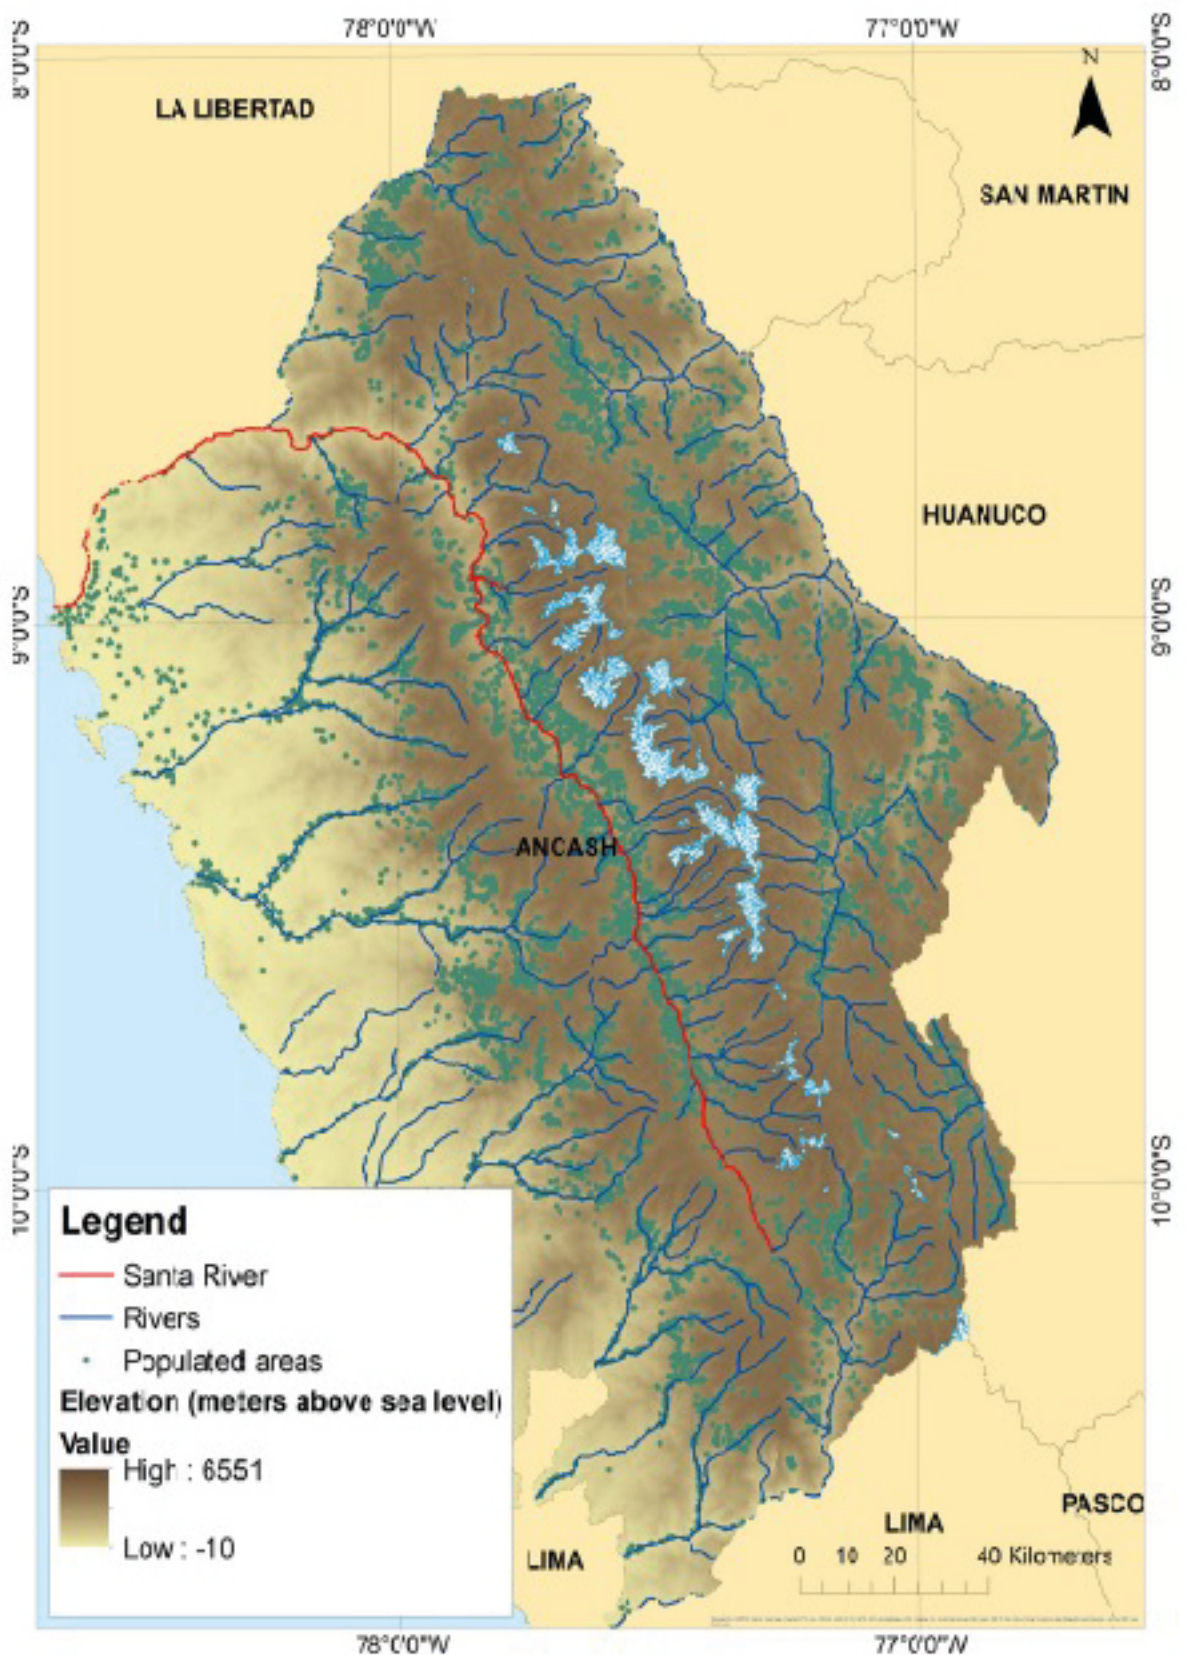 78°0'0"W 77°0'0"W
8°0'0"S 8°0'0"S
N
LA LIBERTAD
SAN MARTIN
HUANUCO
9°0'0"S 9°0'0"S
ANCASH
10°0'0"S 10°0'0"S
Legend
Santa River
Rivers
Populated areas
Elevation (meters above sea level)
Value
High : 6551
Low : -10
PASCO
LIMA
LIMA
0 10 20 40 Kilometers
78°0'0"W 77°0'0"W